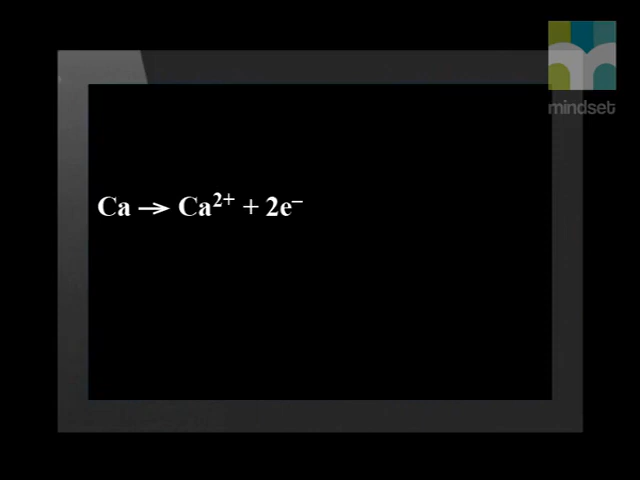 mindset
Ca → Ca²⁺ + 2e⁻